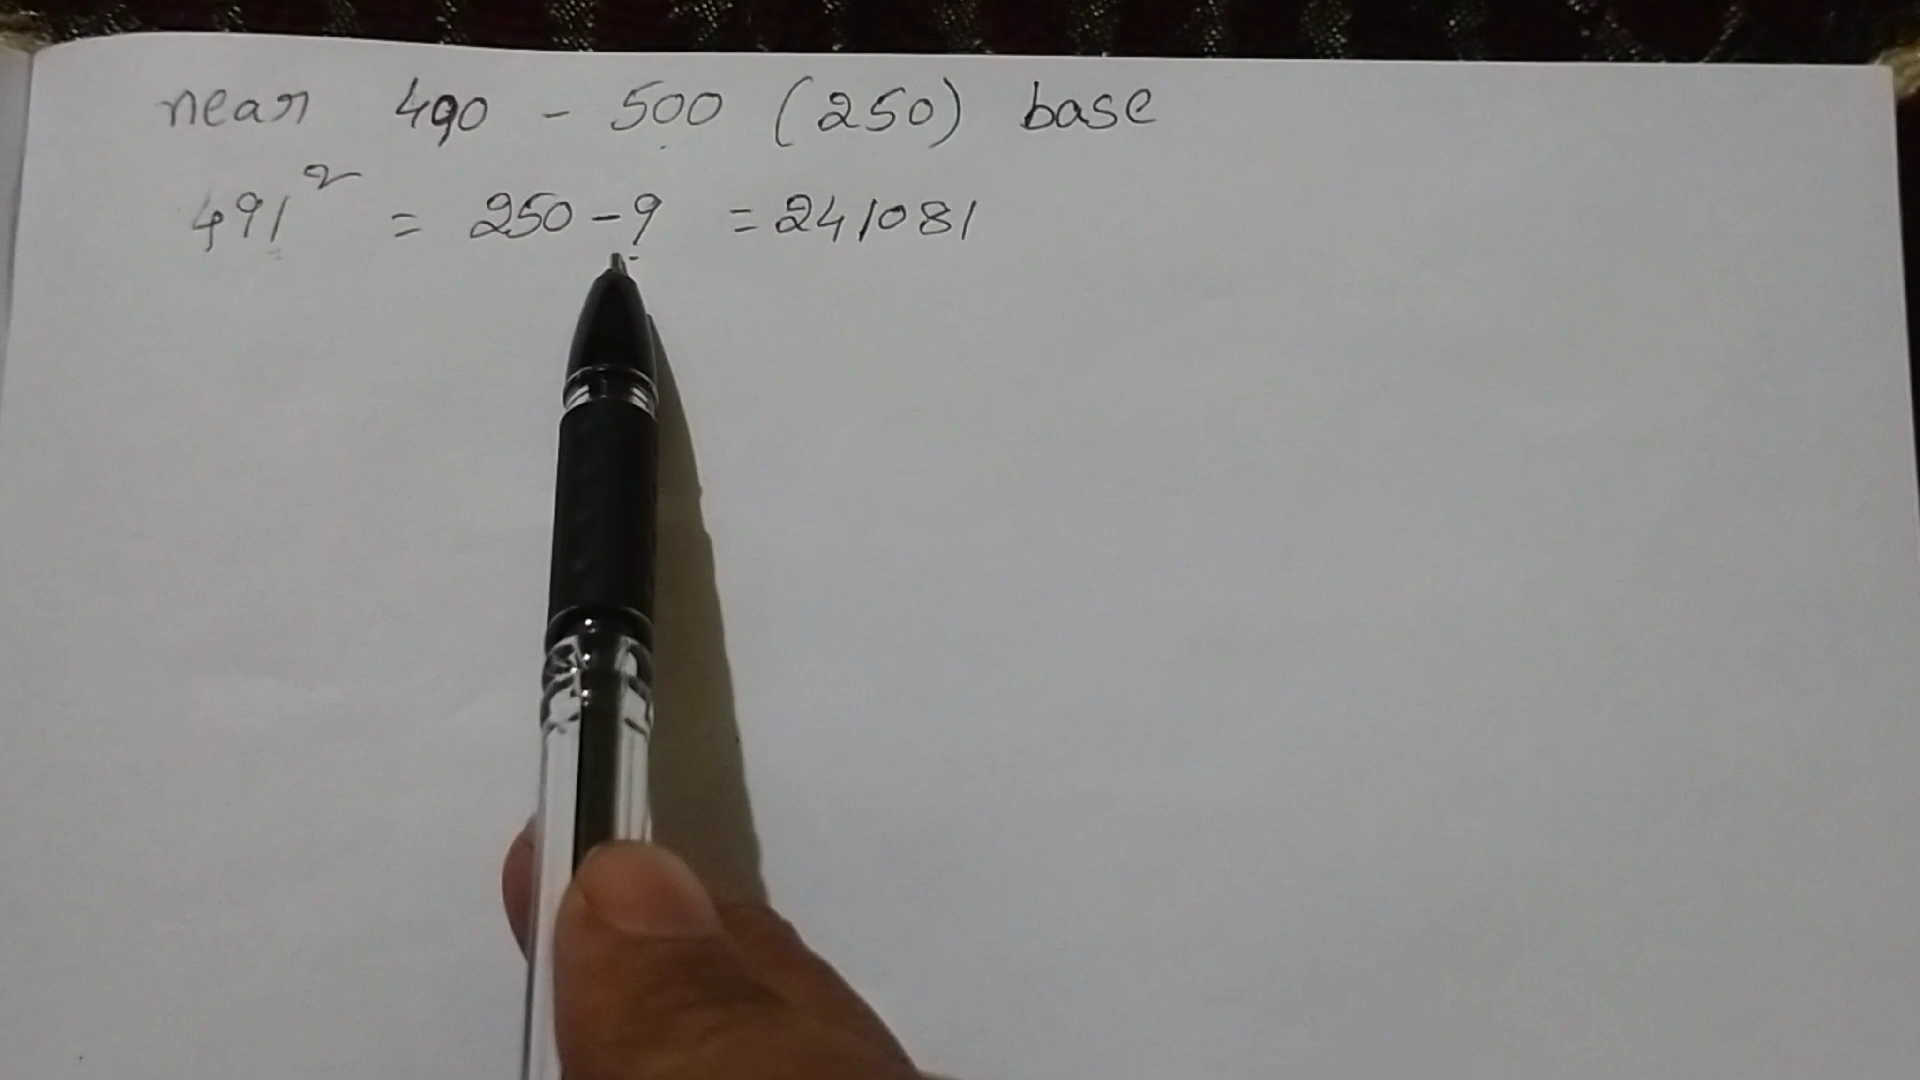 near 490 - 500 (250) base
491² = 250 - 9 = 241081